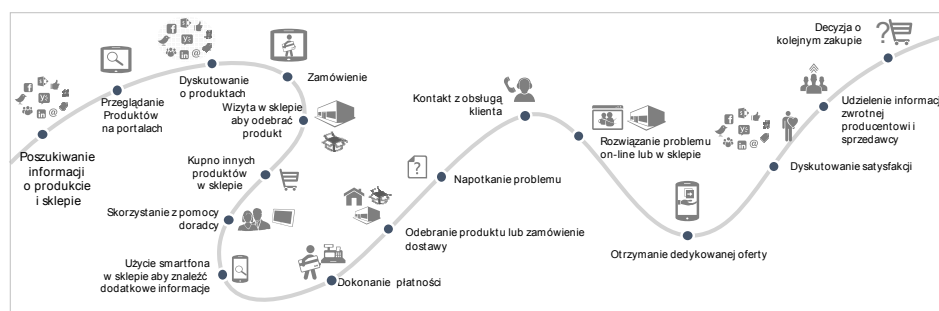 Poszukiwanie
informacji
o produkcie
i sklepie
Przeglądanie
Produktów
na portalach
Dyskutowanie
o produktach
Zamówienie
Wizyta w sklepie
aby odebrać
produkt
Kupno innych
produktów
w sklepie
Skorzystanie z pomocy
doradcy
Użycie smartfona
w sklepie aby znaleźć
dodatkowe informacje
Dokonanie płatności
Odebranie produktu lub zamówienie
dostawy
Napotkanie problemu
Kontakt z obsługą
klienta
Rozwiązanie problemu
on-line lub w sklepie
Otrzymanie dedykowanej oferty
Dyskutowanie satysfakcji
Udzielenie informacji
zwrotnej
producentowi i
sprzedawcy
Decyzja o
kolejnym zakupie